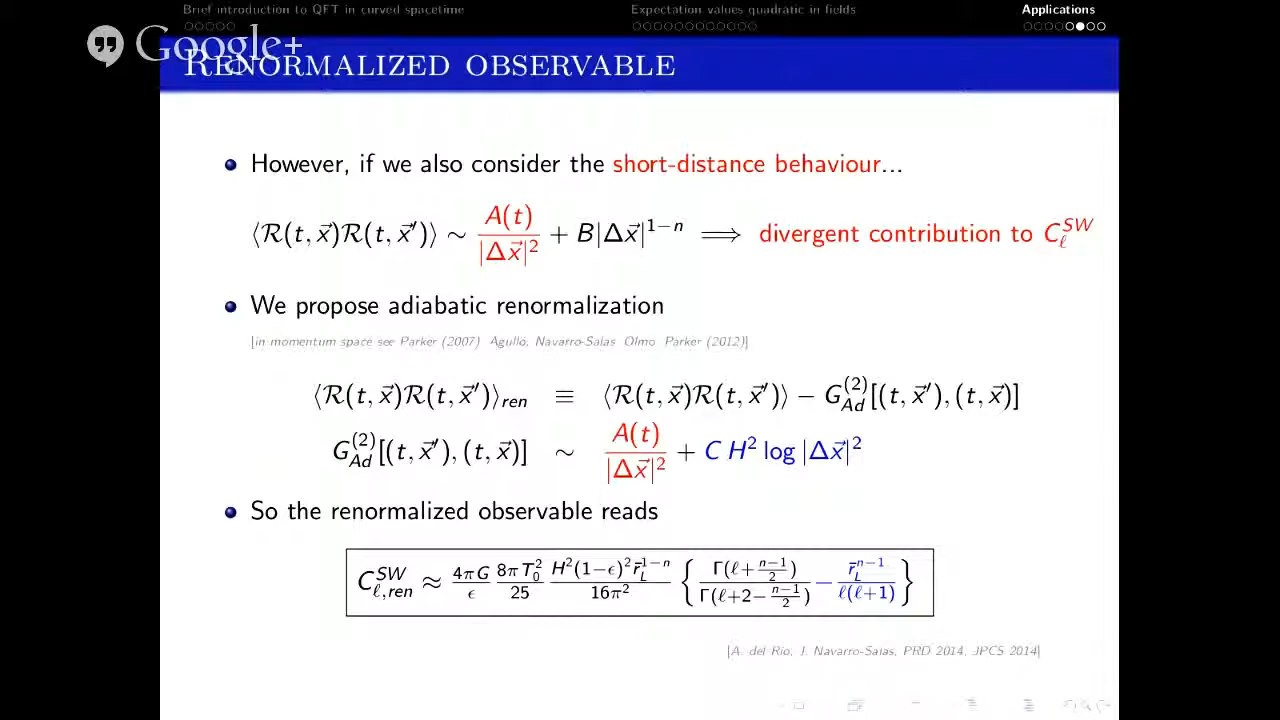 Brief introduction to QFT in curved spacetime Expectation values quadratic in fields Applications
Google+
Renormalized observable
However, if we also consider the short-distance behaviour...
⟨ℛ(t, x⃗)ℛ(t, x⃗′)⟩ ∼ A(t)/|Δx⃗|² + B|Δx⃗|^{1−n} ⟹ divergent contribution to C_ℓ^{SW}
We propose adiabatic renormalization
[in momentum space see Parker (2007) Agullo, Navarro-Salas Olmo Parker (2012)]
⟨ℛ(t, x⃗)ℛ(t, x⃗′)⟩_{ren} ≡ ⟨ℛ(t, x⃗)ℛ(t, x⃗′)⟩ − G_{Ad}^{(2)}[(t, x⃗′), (t, x⃗)]
G_{Ad}^{(2)}[(t, x⃗′), (t, x⃗)] ∼ A(t)/|Δx⃗|² + C H² log |Δx⃗|²
So the renormalized observable reads
C_{ℓ,ren}^{SW} ≈ (4πG/ϵ) (8πT₀²/25) (H²(1−ϵ)² r̄_L^{1−n}/16π²) { Γ(ℓ+(n−1)/2)/Γ(ℓ+2−(n−1)/2) − r̄_L^{n−1}/ℓ(ℓ+1) }
[A. del Rio, J. Navarro-Salas, PRD 2014, JPCS 2014]